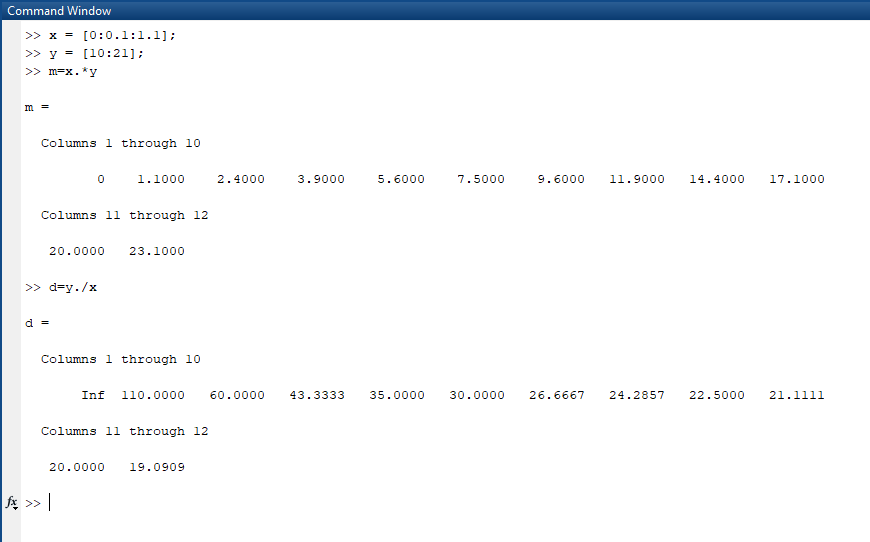 Command Window
>> x = [0:0.1:1.1];
>> y = [10:21];
>> m=x.*y
m =
Columns 1 through 10
0 1.1000 2.4000 3.9000 5.6000 7.5000 9.6000 11.9000 14.4000 17.1000
Columns 11 through 12
20.0000 23.1000
>> d=y./x
d =
Columns 1 through 10
Inf 110.0000 60.0000 43.3333 35.0000 30.0000 26.6667 24.2857 22.5000 21.1111
Columns 11 through 12
20.0000 19.0909
fx >>